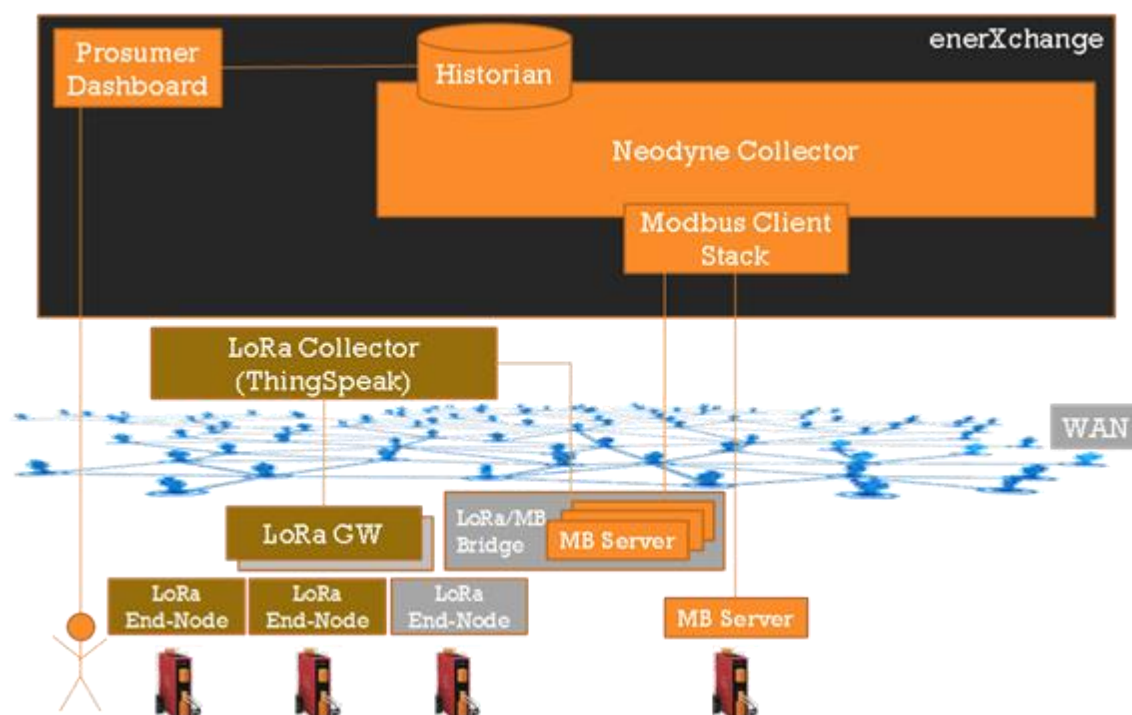 enerXchange
Prosumer
Dashboard
Historian
Neodyne Collector
Modbus Client
Stack
LoRa Collector
(ThingSpeak)
WAN
LoRa GW
LoRa/MB
Bridge
MB Server
LoRa
End-Node
LoRa
End-Node
LoRa
End-Node
MB Server